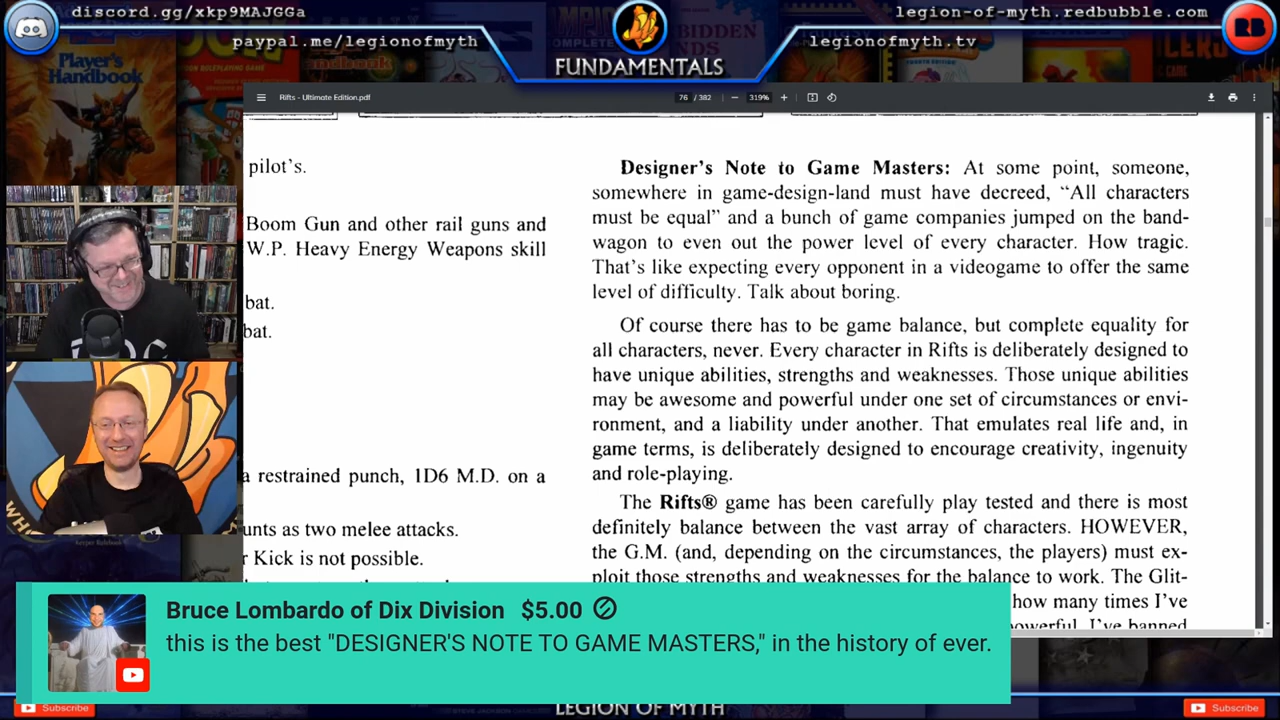 discord.gg/xkp9MAJGGa
paypal.me/legionofmyth
legion-of-myth.redbubble.com
legionofmyth.tv
RB
FUNDAMENTALS
Player's
Handbook
Rifts - Ultimate Edition.pdf
76 / 382
319%
pilot's.
Boom Gun and other rail guns and
W.P. Heavy Energy Weapons skill
bat.
bat.
a restrained punch, 1D6 M.D. on a
unts as two melee attacks.
r Kick is not possible.
Designer's Note to Game Masters: At some point, someone,
somewhere in game-design-land must have decreed, "All characters
must be equal" and a bunch of game companies jumped on the band-
wagon to even out the power level of every character. How tragic.
That's like expecting every opponent in a videogame to offer the same
level of difficulty. Talk about boring.
Of course there has to be game balance, but complete equality for
all characters, never. Every character in Rifts is deliberately designed to
have unique abilities, strengths and weaknesses. Those unique abilities
may be awesome and powerful under one set of circumstances or envi-
ronment, and a liability under another. That emulates real life and, in
game terms, is deliberately designed to encourage creativity, ingenuity
and role-playing.
The Rifts® game has been carefully play tested and there is most
definitely balance between the vast array of characters. HOWEVER,
the G.M. (and, depending on the circumstances, the players) must ex-
ploit those strengths and weaknesses for the balance to work. The Glit-
how many times I've
powerful. I've banned
Bruce Lombardo of Dix Division $5.00
this is the best "DESIGNER'S NOTE TO GAME MASTERS," in the history of ever.
Subscribe
LEGION OF MYTH
Subscribe